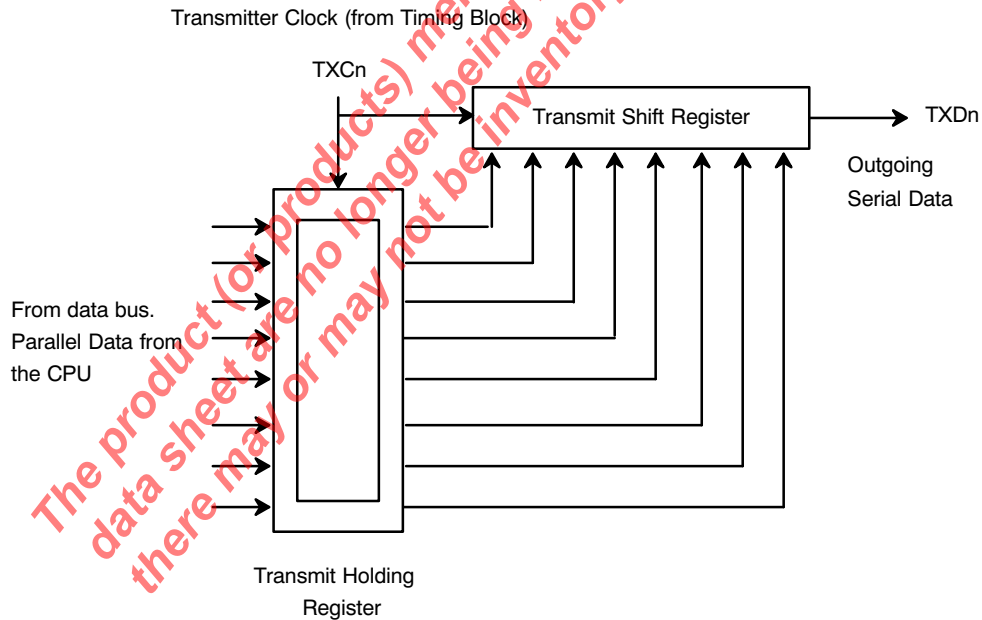 Transmitter Clock (from Timing Block)
TXCn
Transmit Shift Register
TXDn
Outgoing
Serial Data
From data bus.
Parallel Data from
the CPU
Transmit Holding
Register
The product (or products)
data sheet are no longer being
there may or may not be